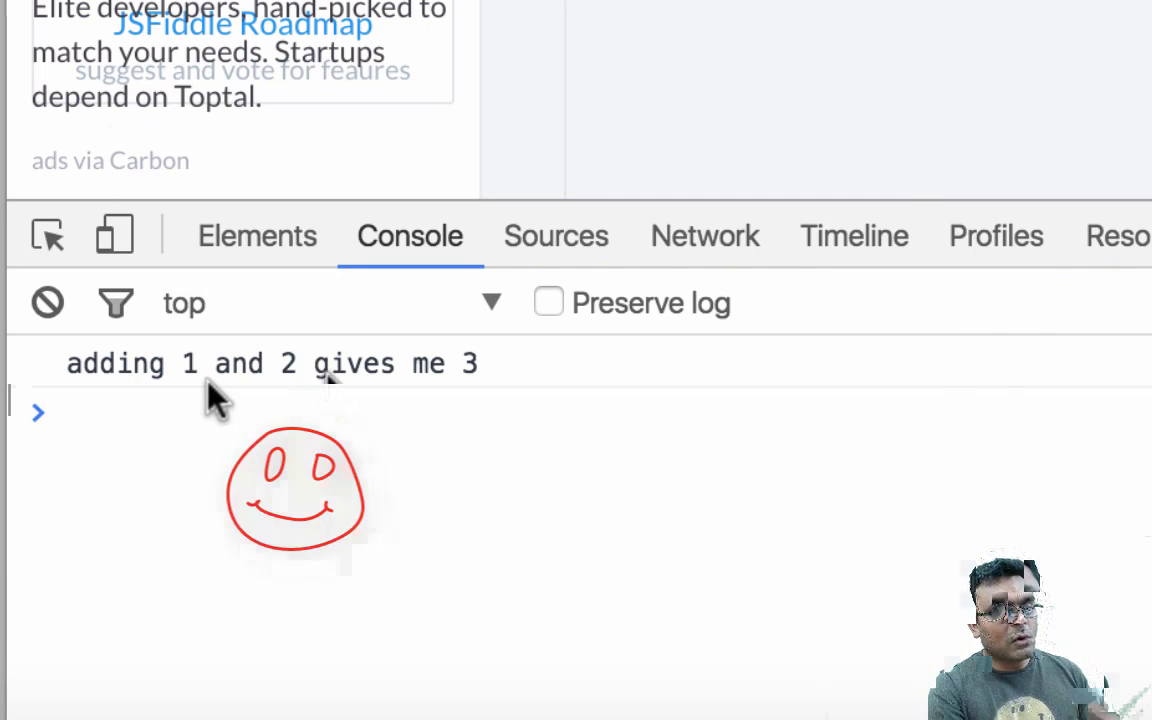 Elite developers, hand-picked to
JSFiddle Roadmap
match your needs. Startups
suggest and vote for feaures
depend on Toptal.
ads via Carbon
Elements Console Sources Network Timeline Profiles Reso
top Preserve log
adding 1 and 2 gives me 3